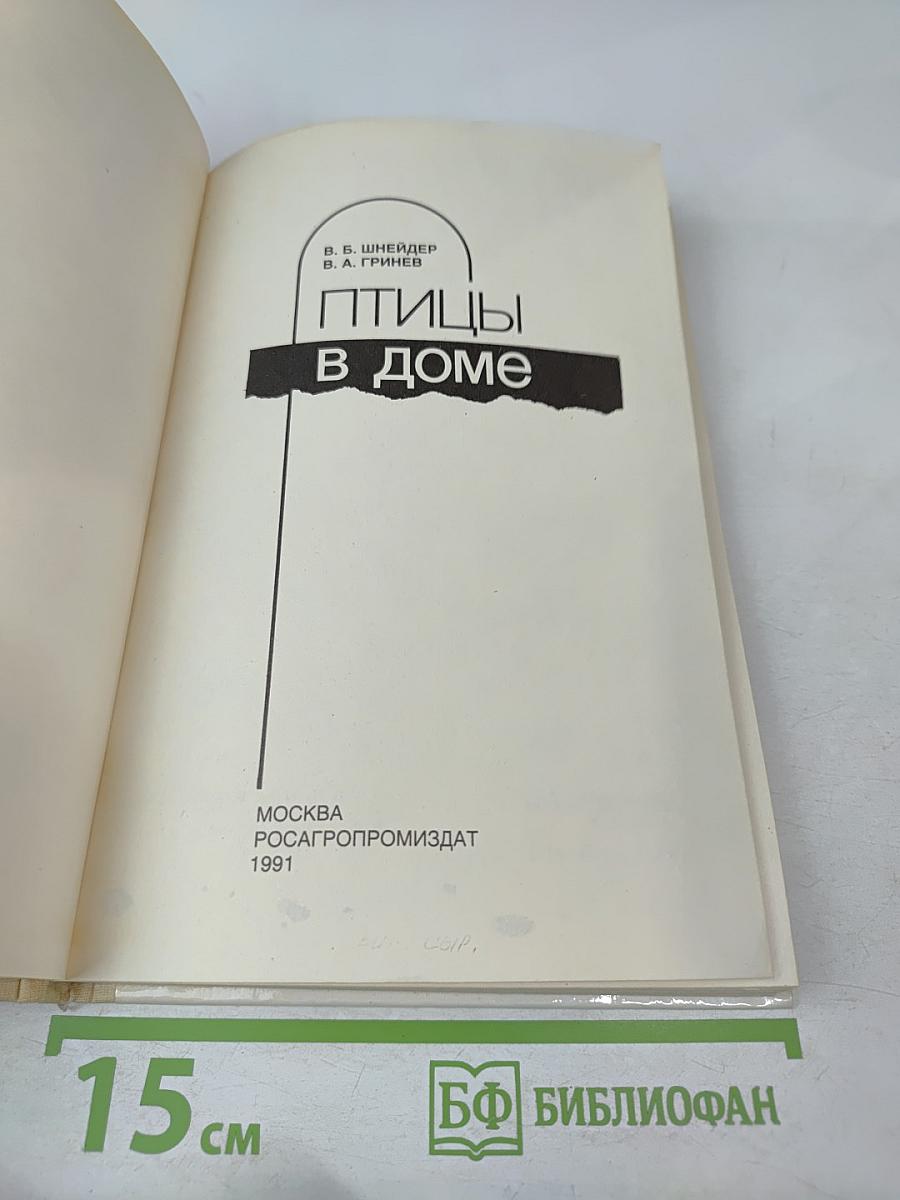 В. Б. ШНЕЙДЕР
В. А. ГРИНЕВ
ПТИЦЫ
В ДОМЕ
МОСКВА
РОСАГРОПРОМИЗДАТ
1991
15 см
БФ БИБЛИОФАН